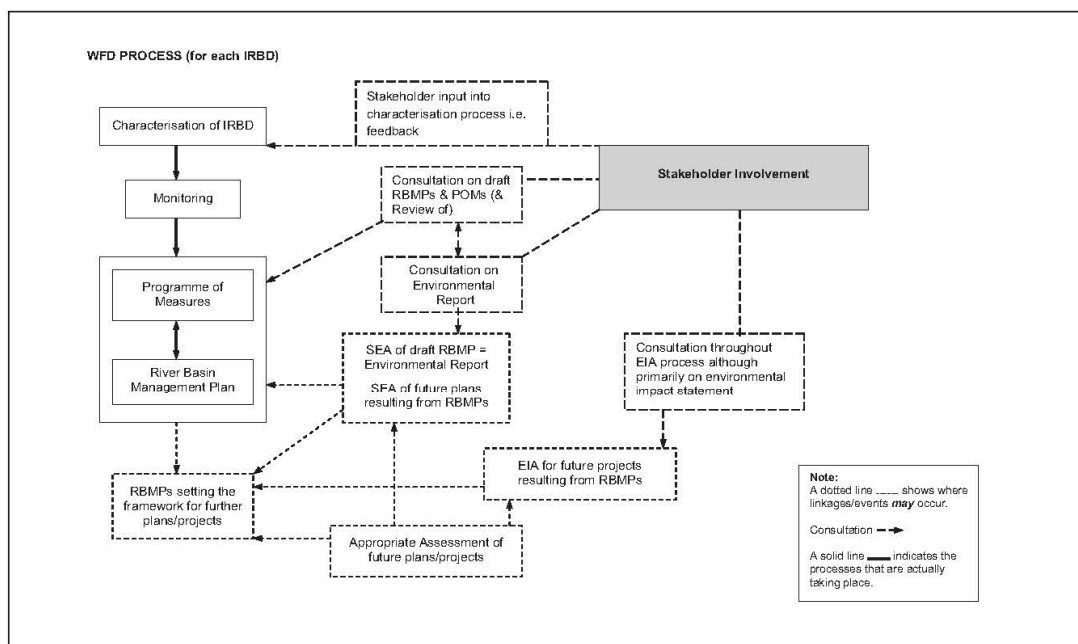 WFD PROCESS (for each IRBD)
Stakeholder input into
characterisation process i.e.
feedback
Characterisation of IRBD
Stakeholder Involvement
Consultation on draft
RBMPs & POMs (&
Review of)
Monitoring
Consultation on
Environmental
Report
Programme of
Measures
SEA of draft RBMP =
Environmental Report
SEA of future plans
resulting from RBMPs
Consultation throughout
EIA process although
primarily on environmental
impact statement
River Basin
Management Plan
EIA for future projects
resulting from RBMPs
RBMPs setting the
framework for further
plans/projects
Appropriate Assessment of
future plans/projects
Note:
A dotted line ...... shows where
linkages/events may occur.
Consultation
A solid line ___ indicates the
processes that are actually
taking place.